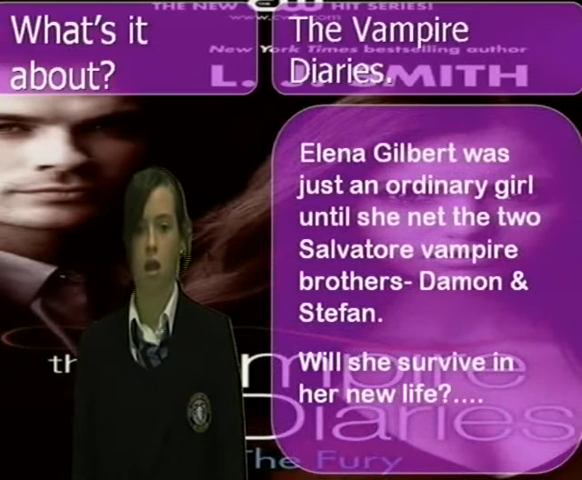 THE NEW CW HIT SERIES!
What's it
about?
The Vampire
Diaries.
New York Times bestselling author
L. J. SMITH
Elena Gilbert was
just an ordinary girl
until she net the two
Salvatore vampire
brothers- Damon &
Stefan.
Will she survive in
her new life?....
Diaries
The Fury